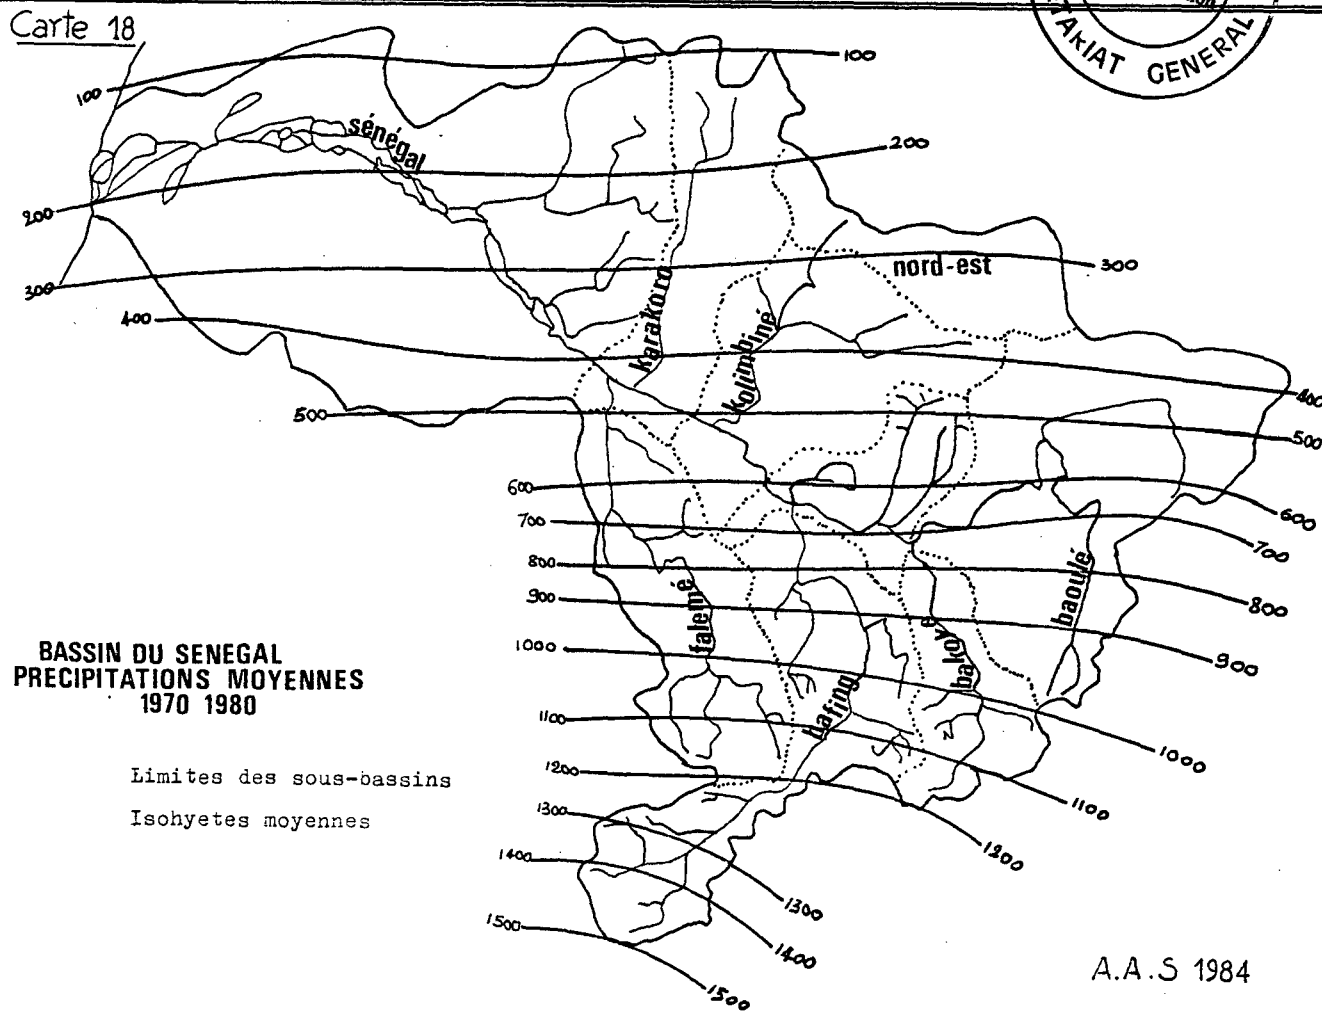 Carte 18
TARIAT GENERAL
100
100
sénégal
200
200
300
nord-est
300
karakoro
kolimbiné
400
400
500
500
600
600
700
700
800
800
900
900
falemé
bakoye
baoulé
1000
1000
bafing
1100
1100
1200
1200
1300
1300
1400
1400
1500
1500
BASSIN DU SENEGAL
PRECIPITATIONS MOYENNES
1970 1980
Limites des sous-bassins
Isohyetes moyennes
A.A.S 1984